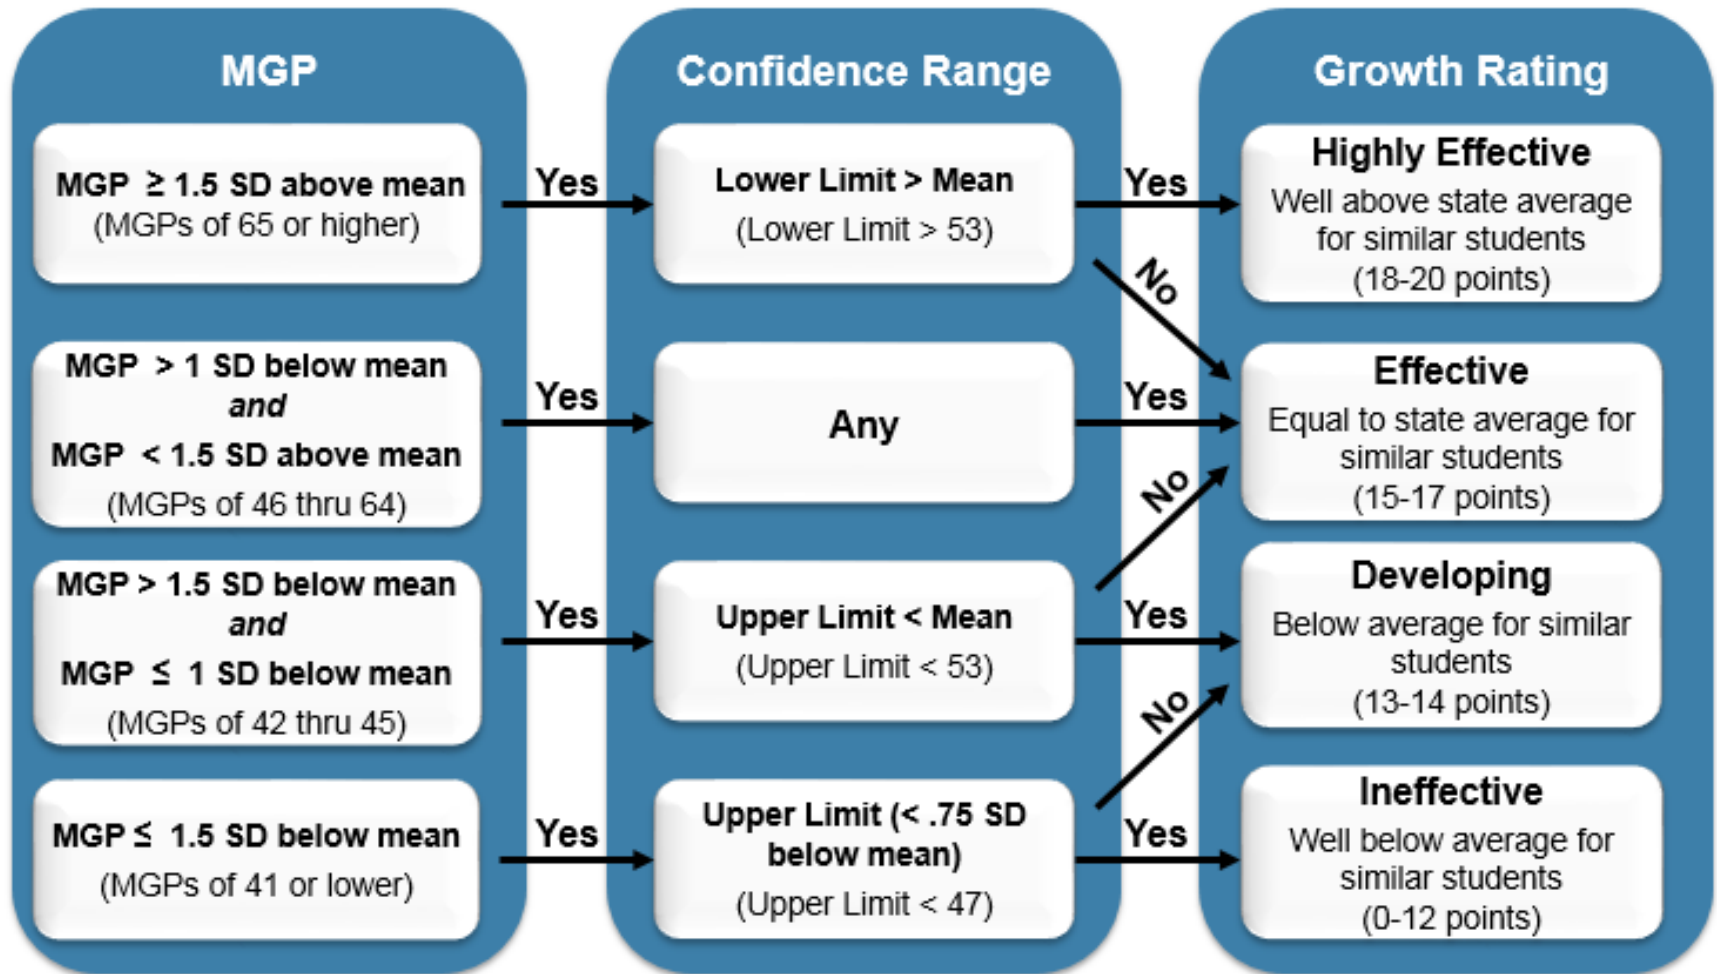 MGP
MGP ≥ 1.5 SD above mean
(MGPs of 65 or higher)
MGP > 1 SD below mean
and
MGP < 1.5 SD above mean
(MGPs of 46 thru 64)
MGP > 1.5 SD below mean
and
MGP ≤ 1 SD below mean
(MGPs of 42 thru 45)
MGP ≤ 1.5 SD below mean
(MGPs of 41 or lower)
Yes
Yes
Yes
Yes
Confidence Range
Lower Limit > Mean
(Lower Limit > 53)
Any
Upper Limit < Mean
(Upper Limit < 53)
Upper Limit (< .75 SD
below mean)
(Upper Limit < 47)
Yes
No
Yes
No
Yes
No
Yes
Growth Rating
Highly Effective
Well above state average
for similar students
(18-20 points)
Effective
Equal to state average for
similar students
(15-17 points)
Developing
Below average for similar
students
(13-14 points)
Ineffective
Well below average for
similar students
(0-12 points)